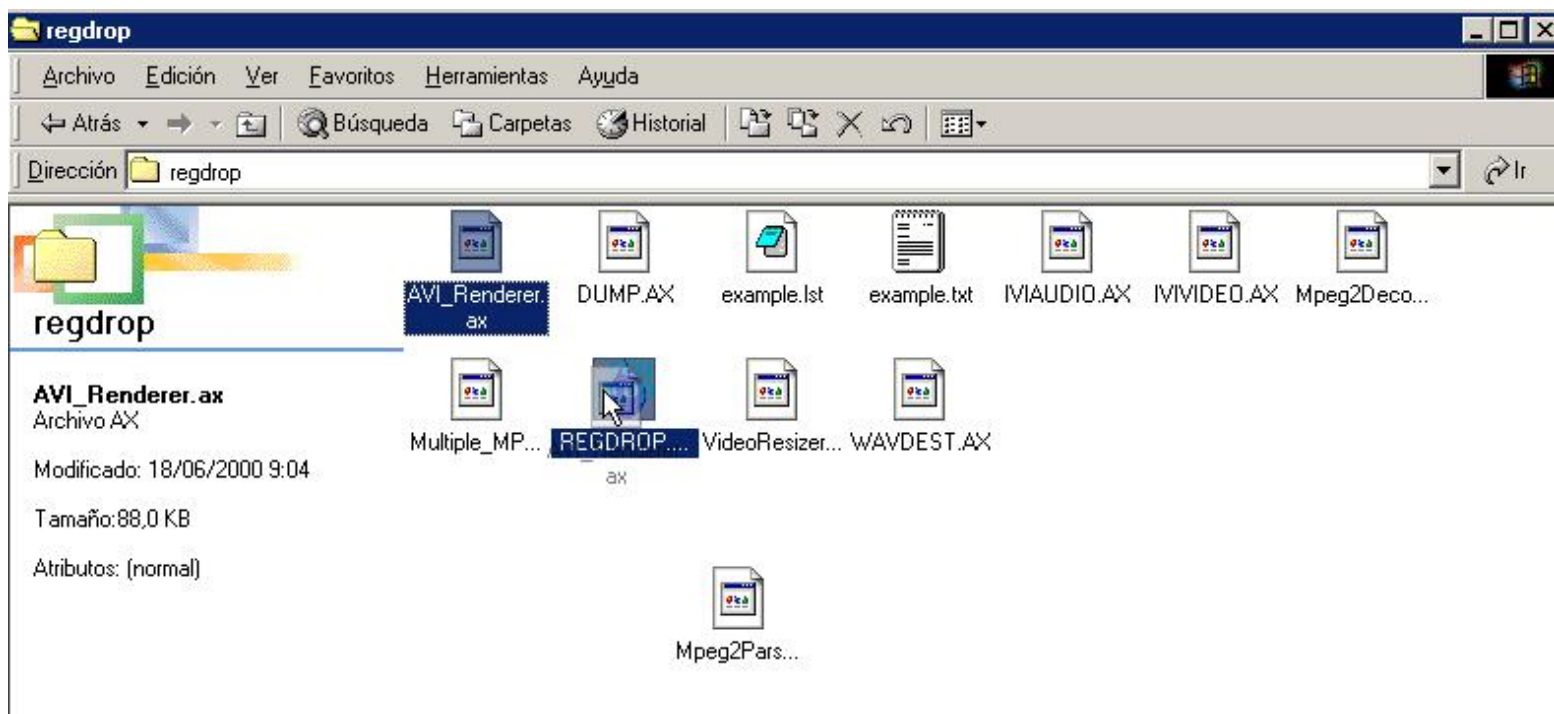 regdrop
Archivo Edición Ver Favoritos Herramientas Ayuda
Atrás Búsqueda Carpetas Historial
Dirección regdrop Ir
regdrop
AVI_Renderer.ax
Archivo AX
Modificado: 18/06/2000 9:04
Tamaño:88,0 KB
Atributos: (normal)
AVI_Renderer. DUMP.AX example.lst example.txt IVIAUDIO.AX IVIVIDEO.AX Mpeg2Deco...
ax
Multiple_MP... REGDROP.... VideoResizer... WAVDEST.AX
ax
Mpeg2Pars...